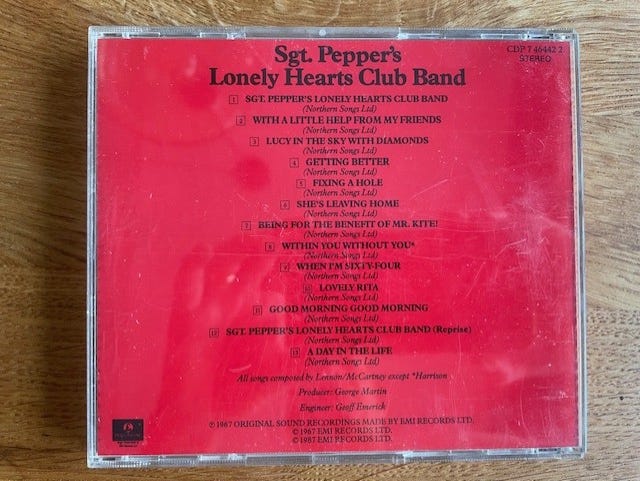 Sgt. Pepper's
Lonely Hearts Club Band
CDP 7 46442 2
STEREO
1 SGT. PEPPER'S LONELY HEARTS CLUB BAND
(Northern Songs Ltd)
2 WITH A LITTLE HELP FROM MY FRIENDS
(Northern Songs Ltd)
3 LUCY IN THE SKY WITH DIAMONDS
(Northern Songs Ltd)
4 GETTING BETTER
(Northern Songs Ltd)
5 FIXING A HOLE
(Northern Songs Ltd)
6 SHE'S LEAVING HOME
(Northern Songs Ltd)
7 BEING FOR THE BENEFIT OF MR. KITE!
(Northern Songs Ltd)
8 WITHIN YOU WITHOUT YOU*
(Northern Songs Ltd)
9 WHEN I'M SIXTY-FOUR
(Northern Songs Ltd)
10 LOVELY RITA
(Northern Songs Ltd)
11 GOOD MORNING GOOD MORNING
(Northern Songs Ltd)
12 SGT. PEPPER'S LONELY HEARTS CLUB BAND (Reprise)
(Northern Songs Ltd)
13 A DAY IN THE LIFE
(Northern Songs Ltd)
All songs composed by Lennon/McCartney except *Harrison
Producer: George Martin
Engineer: Geoff Emerick
℗ 1967 ORIGINAL SOUND RECORDINGS MADE BY EMI RECORDS LTD.
© 1967 EMI RECORDS LTD.
© 1987 EMI RECORDS LTD.